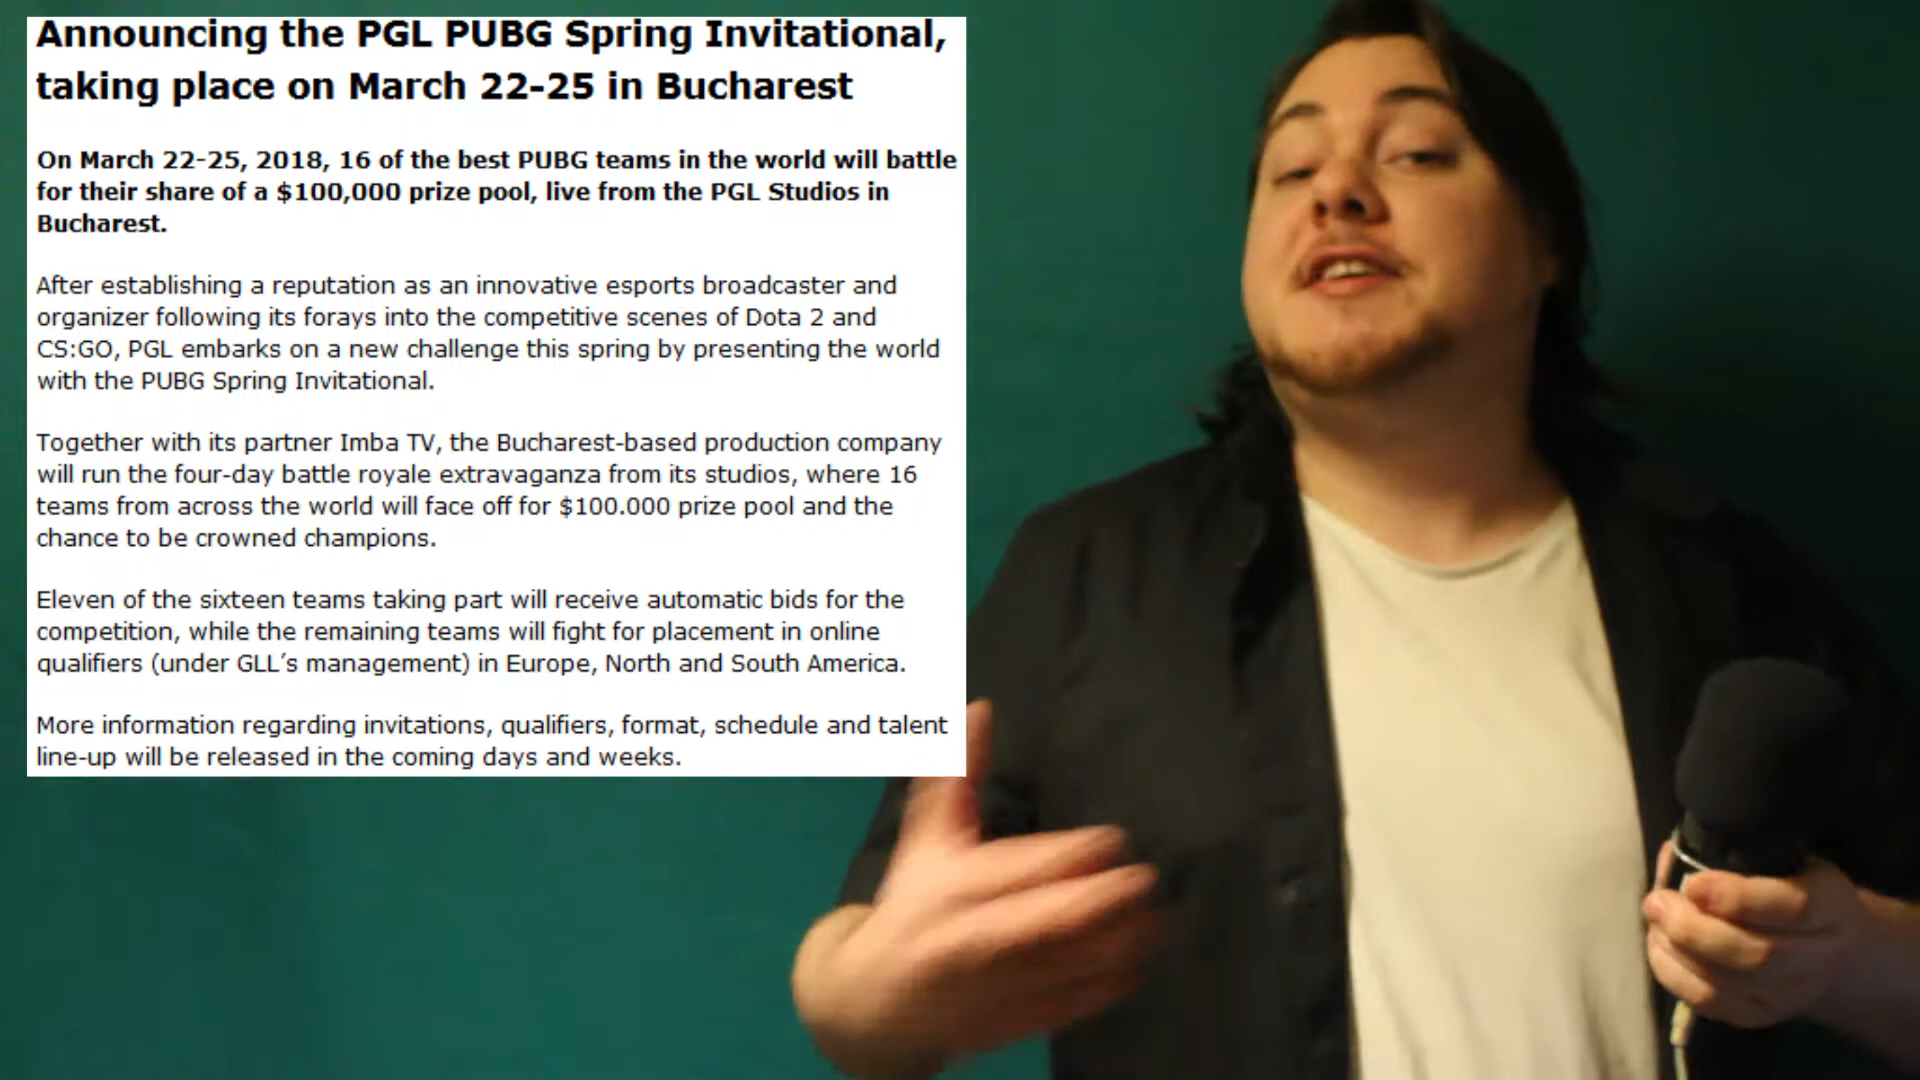 Announcing the PGL PUBG Spring Invitational,
taking place on March 22-25 in Bucharest
On March 22-25, 2018, 16 of the best PUBG teams in the world will battle
for their share of a $100,000 prize pool, live from the PGL Studios in
Bucharest.
After establishing a reputation as an innovative esports broadcaster and
organizer following its forays into the competitive scenes of Dota 2 and
CS:GO, PGL embarks on a new challenge this spring by presenting the world
with the PUBG Spring Invitational.
Together with its partner Imba TV, the Bucharest-based production company
will run the four-day battle royale extravaganza from its studios, where 16
teams from across the world will face off for $100.000 prize pool and the
chance to be crowned champions.
Eleven of the sixteen teams taking part will receive automatic bids for the
competition, while the remaining teams will fight for placement in online
qualifiers (under GLL´s management) in Europe, North and South America.
More information regarding invitations, qualifiers, format, schedule and talent
line-up will be released in the coming days and weeks.